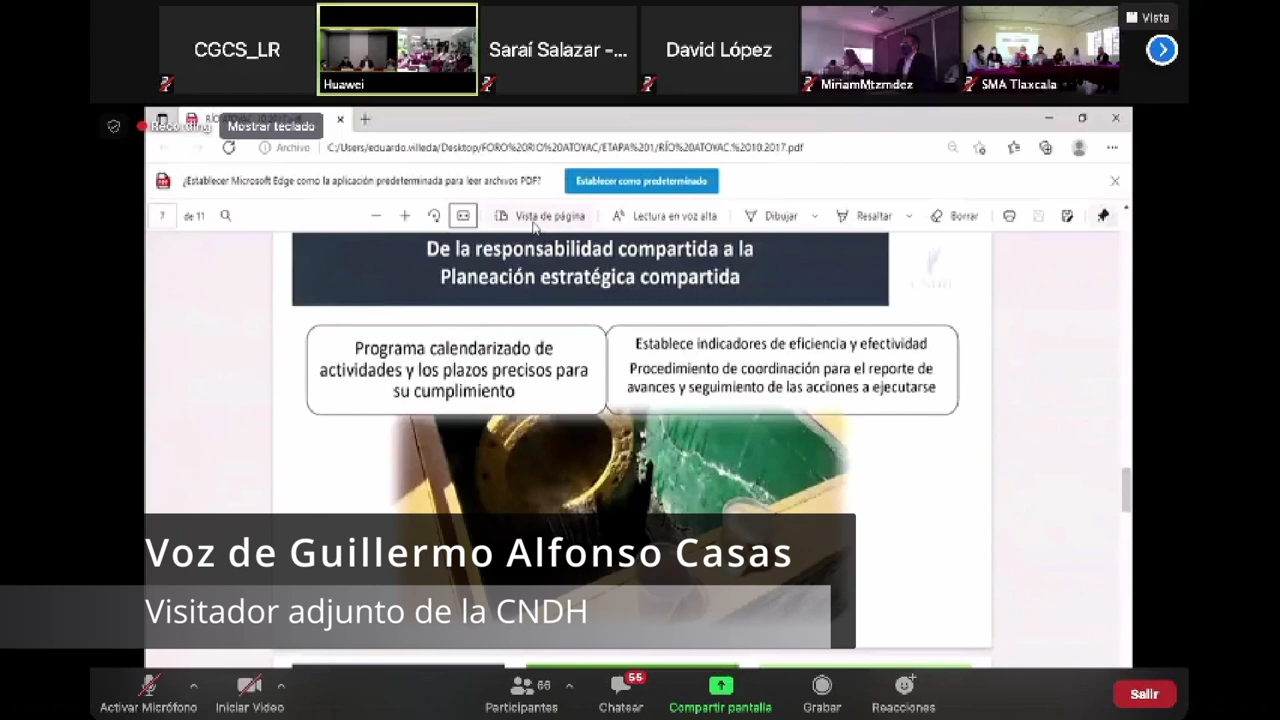 CGCS_LR
Huawei
Saraí Salazar -...
David López
MiriamMtzmdez
SMA Tlaxcala
Vista
Recording
Mostrar teclado
Archivo
C:/Users/eduardo.villeda/Desktop/FORO%20RIO%20ATOYAC/ETAPA%201/RÍO%20ATOYAC.%2010.2017.pdf
¿Establecer Microsoft Edge como la aplicación predeterminada para leer archivos PDF?
Establecer como predeterminado
7 de 11
Vista de página
Lectura en voz alta
Dibujar
Resaltar
Borrar
De la responsabilidad compartida a la
Planeación estratégica compartida
Programa calendarizado de
actividades y los plazos precisos para
su cumplimiento
Establece indicadores de eficiencia y efectividad
Procedimiento de coordinación para el reporte de
avances y seguimiento de las acciones a ejecutarse
Voz de Guillermo Alfonso Casas
Visitador adjunto de la CNDH
Activar Micrófono
Iniciar Video
66
Participantes
55
Chatear
Compartir pantalla
Grabar
Reacciones
Salir